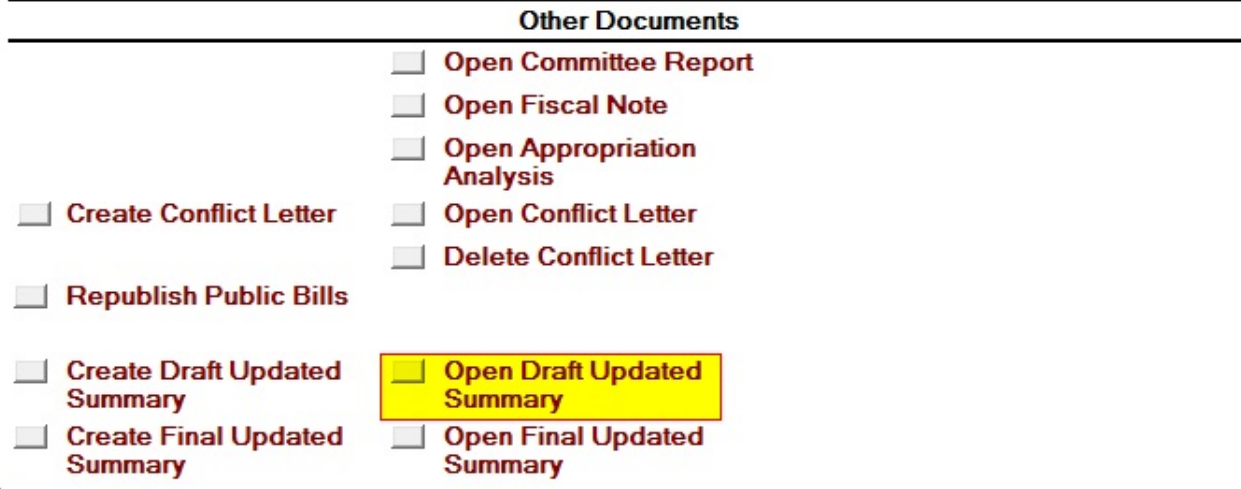 Other Documents
Open Committee Report
Open Fiscal Note
Open Appropriation
Analysis
Create Conflict Letter Open Conflict Letter
Delete Conflict Letter
Republish Public Bills
Create Draft Updated Open Draft Updated
Summary Summary
Create Final Updated Open Final Updated
Summary Summary